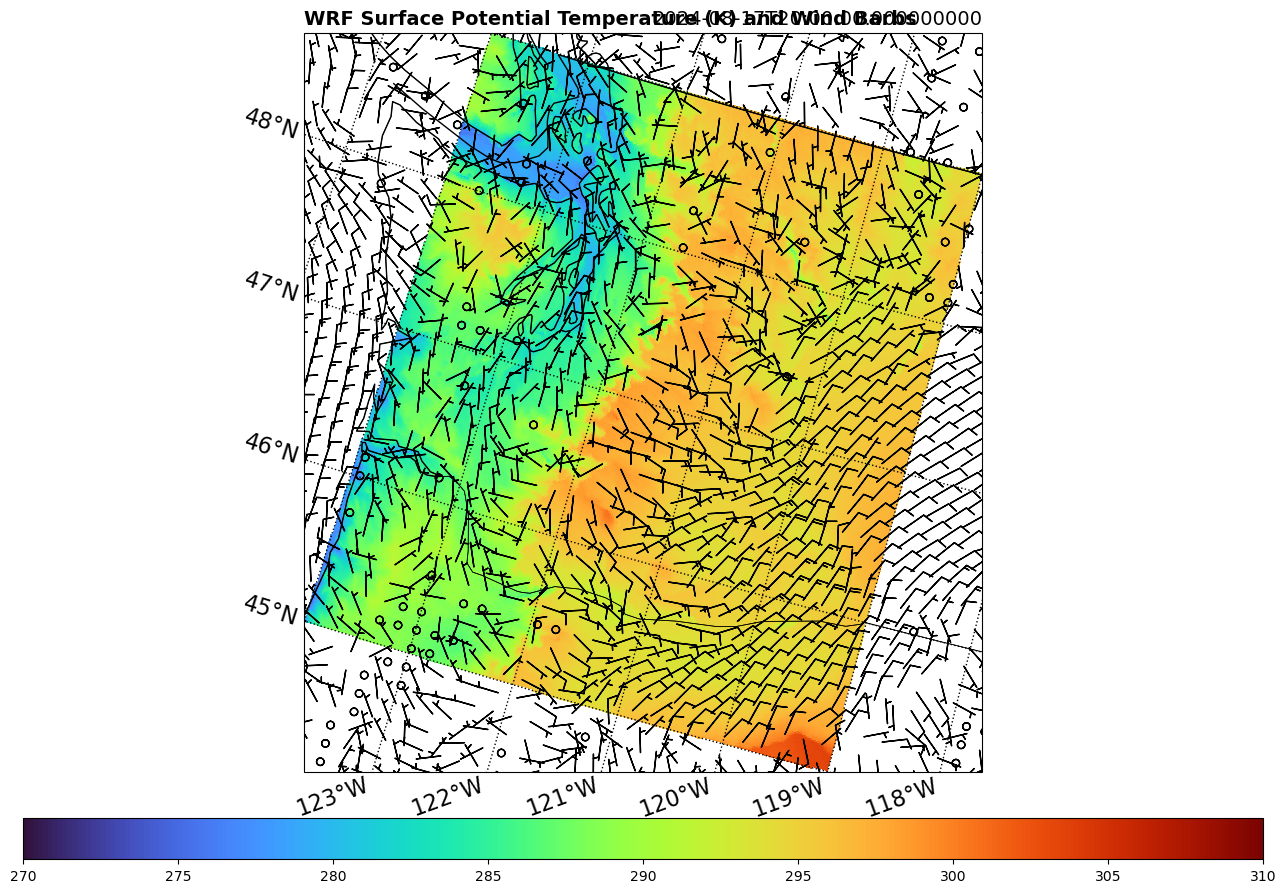 WRF Surface Potential Temperature (K) and Wind Barbs
48°N
47°N
46°N
45°N
123°W 122°W 121°W 120°W 119°W 118°W
270 275 280 285 290 295 300 305 310